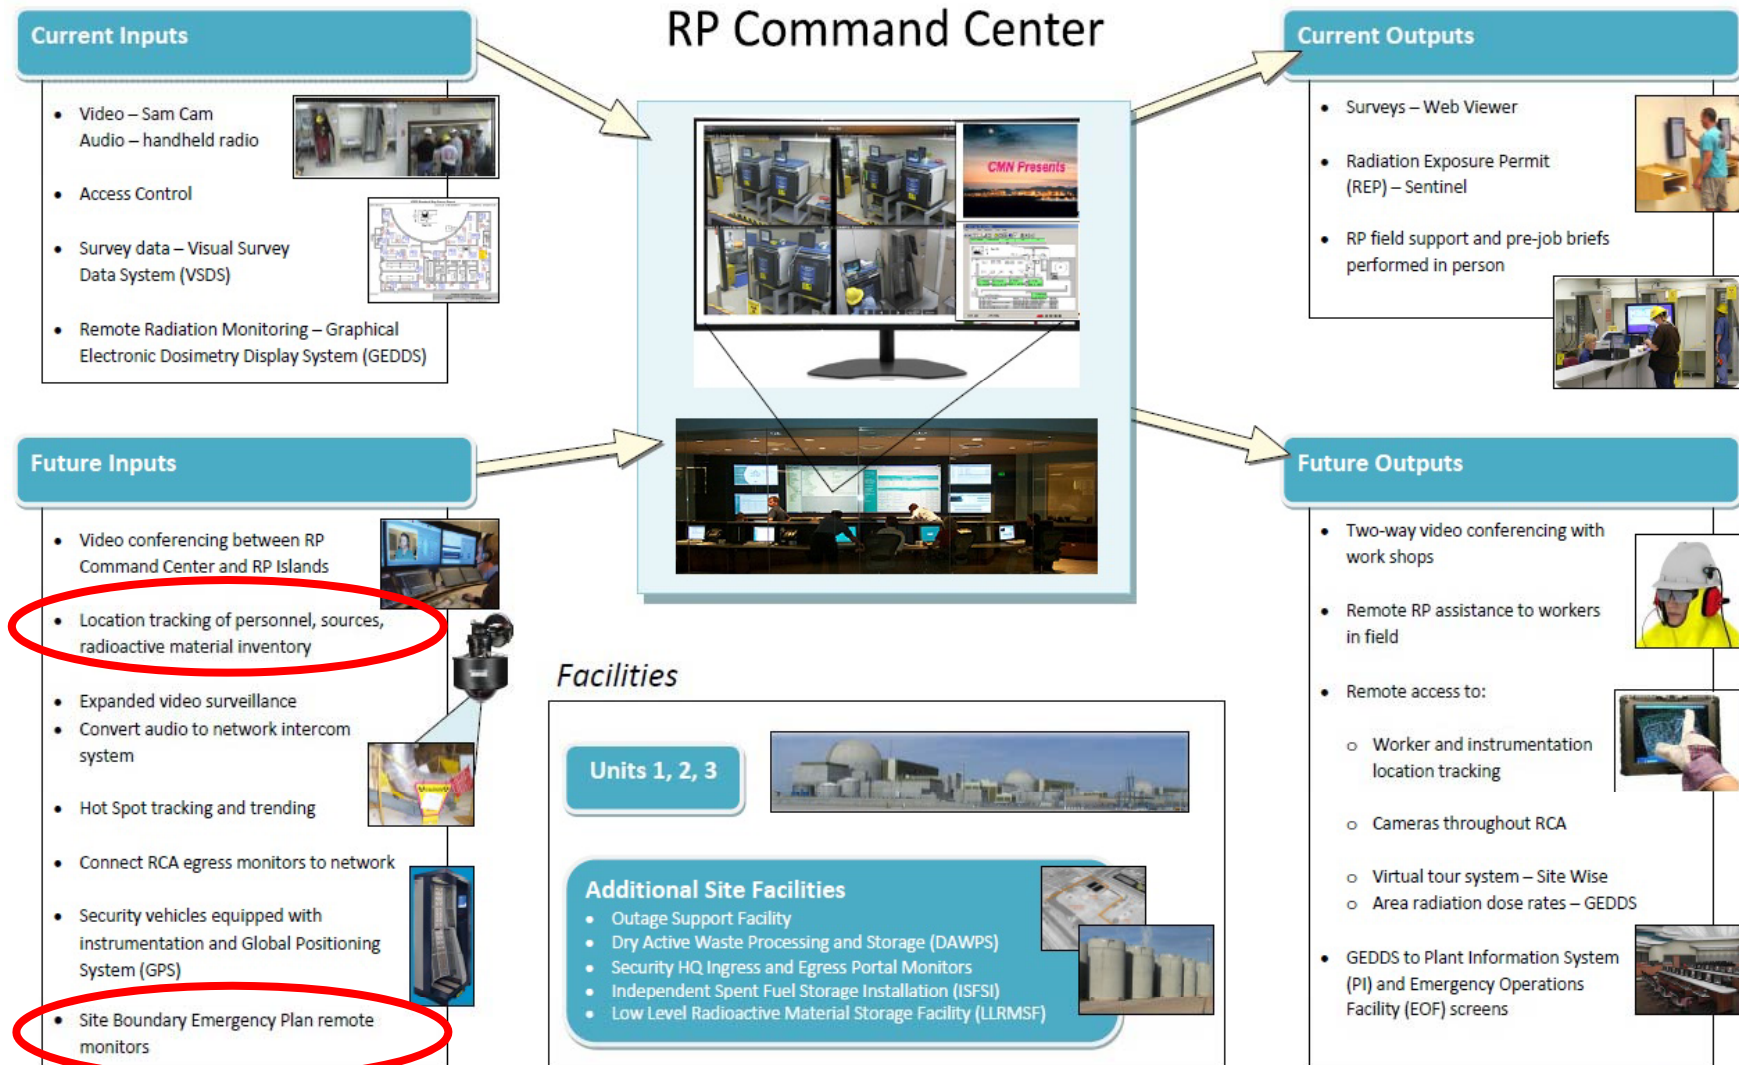 RP Command Center
Current Inputs
• Video – Sam Cam
Audio – handheld radio
• Access Control
• Survey data – Visual Survey
Data System (VSDS)
• Remote Radiation Monitoring – Graphical
Electronic Dosimetry Display System (GEDDS)
CMN Presents
Current Outputs
• Surveys – Web Viewer
• Radiation Exposure Permit
(REP) – Sentinel
• RP field support and pre-job briefs
performed in person
Future Inputs
• Video conferencing between RP
Command Center and RP Islands
• Location tracking of personnel, sources,
radioactive material inventory
• Expanded video surveillance
• Convert audio to network intercom
system
• Hot Spot tracking and trending
• Connect RCA egress monitors to network
• Security vehicles equipped with
instrumentation and Global Positioning
System (GPS)
• Site Boundary Emergency Plan remote
monitors
Facilities
Units 1, 2, 3
Additional Site Facilities
• Outage Support Facility
• Dry Active Waste Processing and Storage (DAWPS)
• Security HQ Ingress and Egress Portal Monitors
• Independent Spent Fuel Storage Installation (ISFSI)
• Low Level Radioactive Material Storage Facility (LLRMSF)
Future Outputs
• Two-way video conferencing with
work shops
• Remote RP assistance to workers
in field
• Remote access to:
o Worker and instrumentation
location tracking
o Cameras throughout RCA
o Virtual tour system – Site Wise
o Area radiation dose rates – GEDDS
• GEDDS to Plant Information System
(PI) and Emergency Operations
Facility (EOF) screens